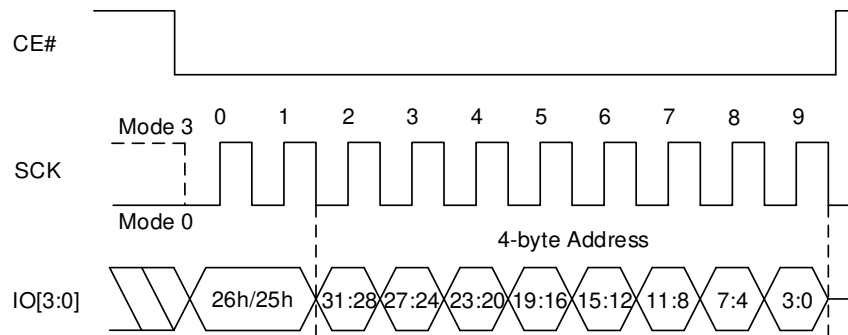 CE#
0 1 2 3 4 5 6 7 8 9
Mode 3
SCK
Mode 0
4-byte Address
IO[3:0] 26h/25h 31:28 27:24 23:20 19:16 15:12 11:8 7:4 3:0